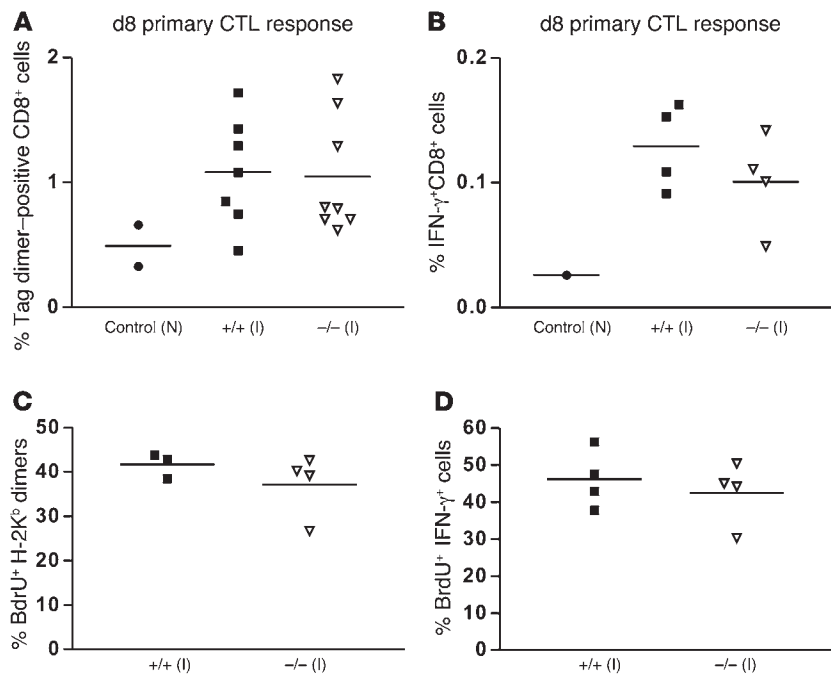 A
d8 primary CTL response
% Tag dimer–positive CD8⁺ cells
2
1
0
Control (N)
+/+ (I)
–/– (I)
B
d8 primary CTL response
% IFN-γ⁺CD8⁺ cells
0.2
0.1
0.0
Control (N)
+/+ (I)
–/– (I)
C
% BdrU⁺ H-2Kᵇ dimers
50
40
30
20
10
0
+/+ (I)
–/– (I)
D
% BrdU⁺ IFN-γ⁺ cells
60
50
40
30
20
10
0
+/+ (I)
–/– (I)